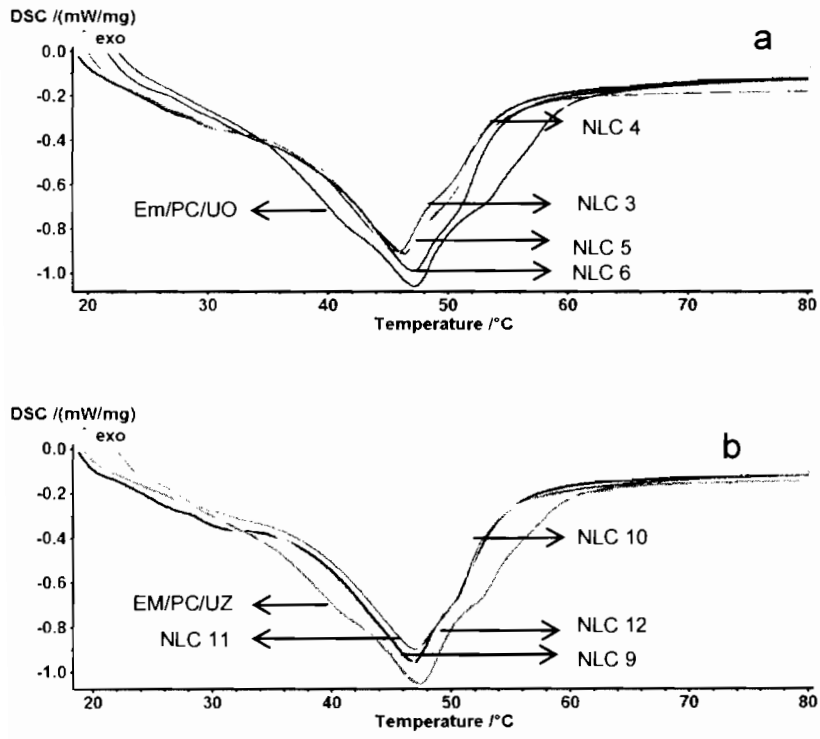 DSC /(mW/mg)
exo
a
0.0
-0.2
-0.4
-0.6
-0.8
-1.0
NLC 4
Em/PC/UO
NLC 3
NLC 5
NLC 6
20 30 40 50 60 70 80
Temperature /°C
DSC /(mW/mg)
exo
b
0.0
-0.2
-0.4
-0.6
-0.8
-1.0
NLC 10
EM/PC/UZ
NLC 12
NLC 11
NLC 9
20 30 40 50 60 70 80
Temperature /°C